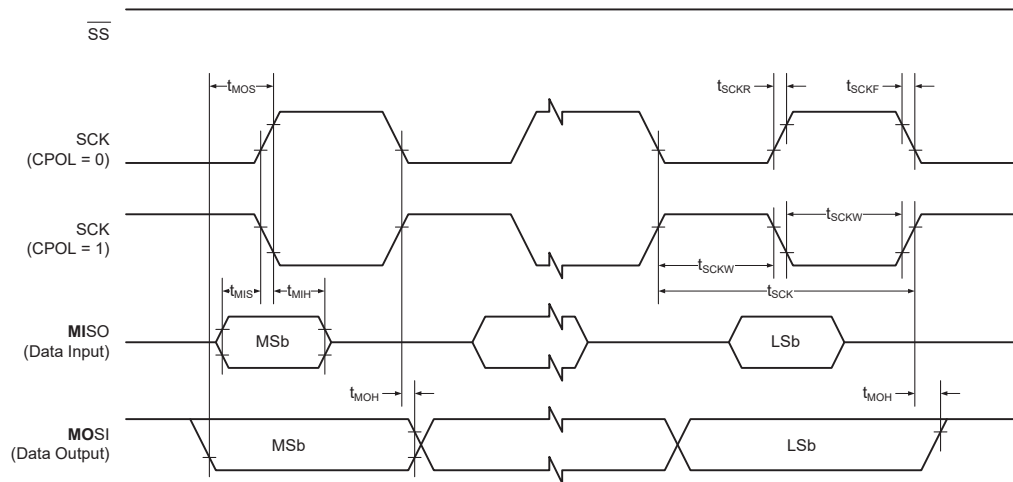 SS
tMOS
tSCKR
tSCKF
SCK
(CPOL = 0)
SCK
(CPOL = 1)
tSCKW
tSCKW
tSCK
tMIS
tMIH
MISO
(Data Input)
MSb
LSb
tMOH
tMOH
MOSI
(Data Output)
MSb
LSb